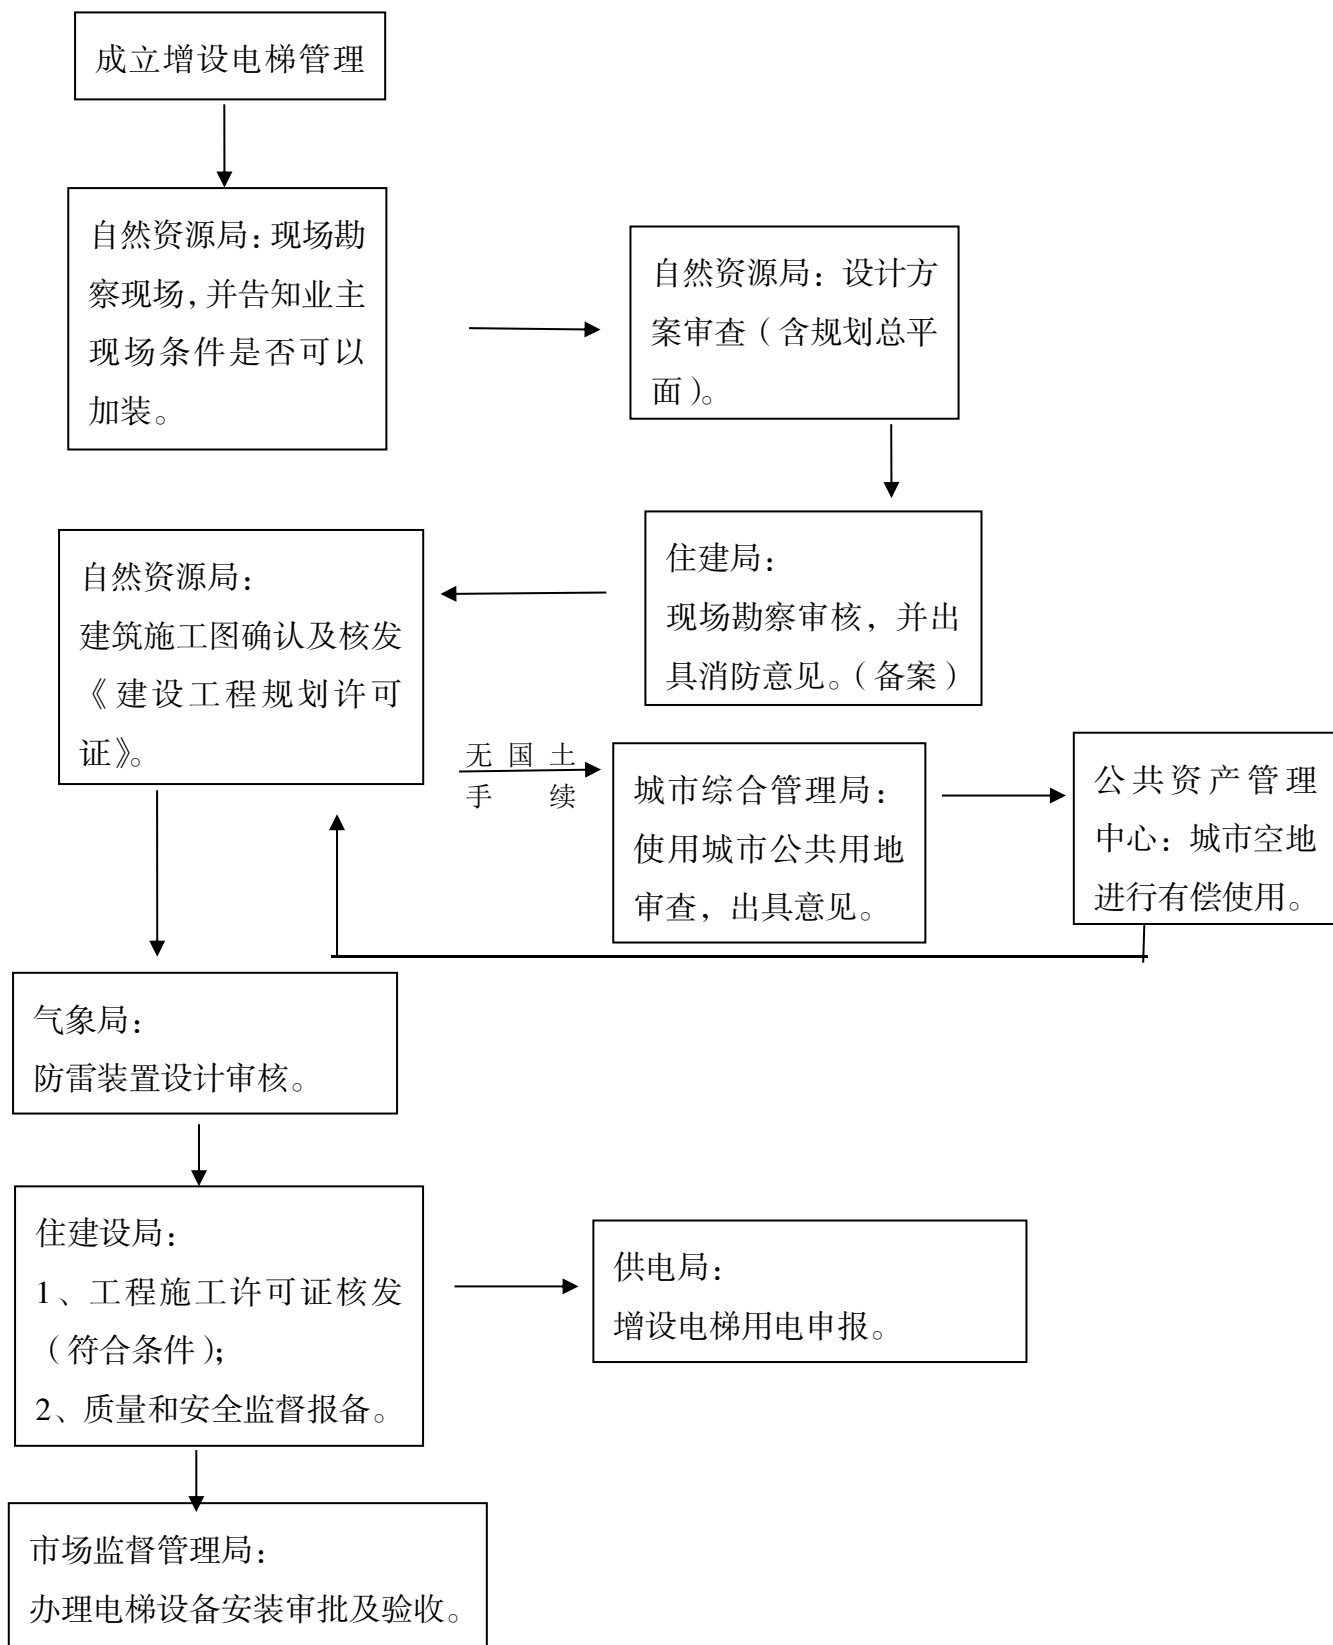 成立增设电梯管理
自然资源局：现场勘
察现场，并告知业主
现场条件是否可以
加装。
自然资源局：设计方
案审查（含规划总平
面）。
住建局：
现场勘察审核，并出
具消防意见。（备案）
自然资源局：
建筑施工图确认及核发
《建设工程规划许可
证》。
无国土
手续
城市综合管理局：
使用城市公共用地
审查，出具意见。
公共资产管理
中心：城市空地
进行有偿使用。
气象局：
防雷装置设计审核。
住建设局：
1、工程施工许可证核发
（符合条件）；
2、质量和安全监督报备。
供电局：
增设电梯用电申报。
市场监督管理局：
办理电梯设备安装审批及验收。